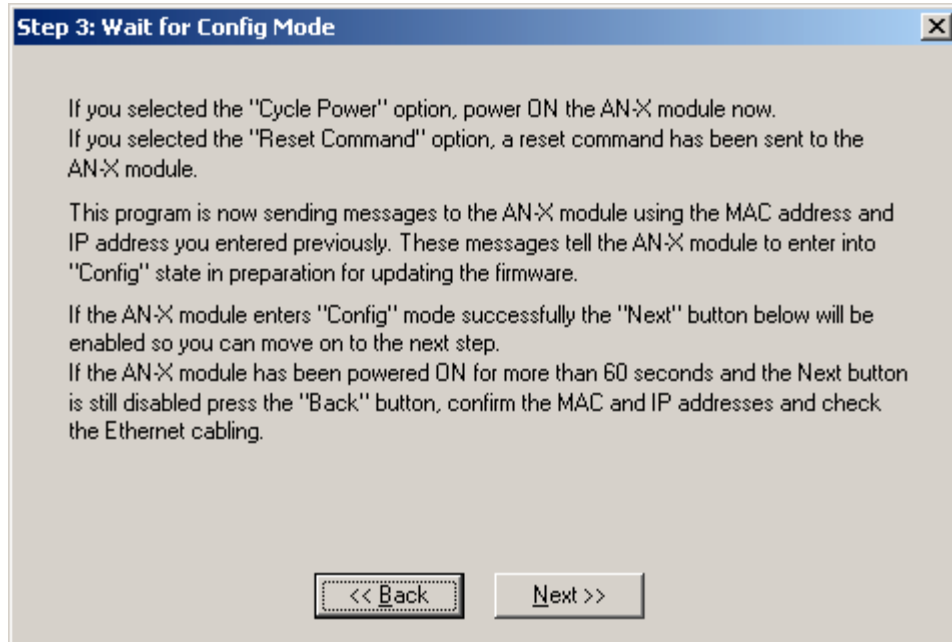 Step 3: Wait for Config Mode
If you selected the "Cycle Power" option, power ON the AN-X module now.
If you selected the "Reset Command" option, a reset command has been sent to the
AN-X module.
This program is now sending messages to the AN-X module using the MAC address and
IP address you entered previously. These messages tell the AN-X module to enter into
"Config" state in preparation for updating the firmware.
If the AN-X module enters "Config" mode successfully the "Next" button below will be
enabled so you can move on to the next step.
If the AN-X module has been powered ON for more than 60 seconds and the Next button
is still disabled press the "Back" button, confirm the MAC and IP addresses and check
the Ethernet cabling.
<< Back Next >>